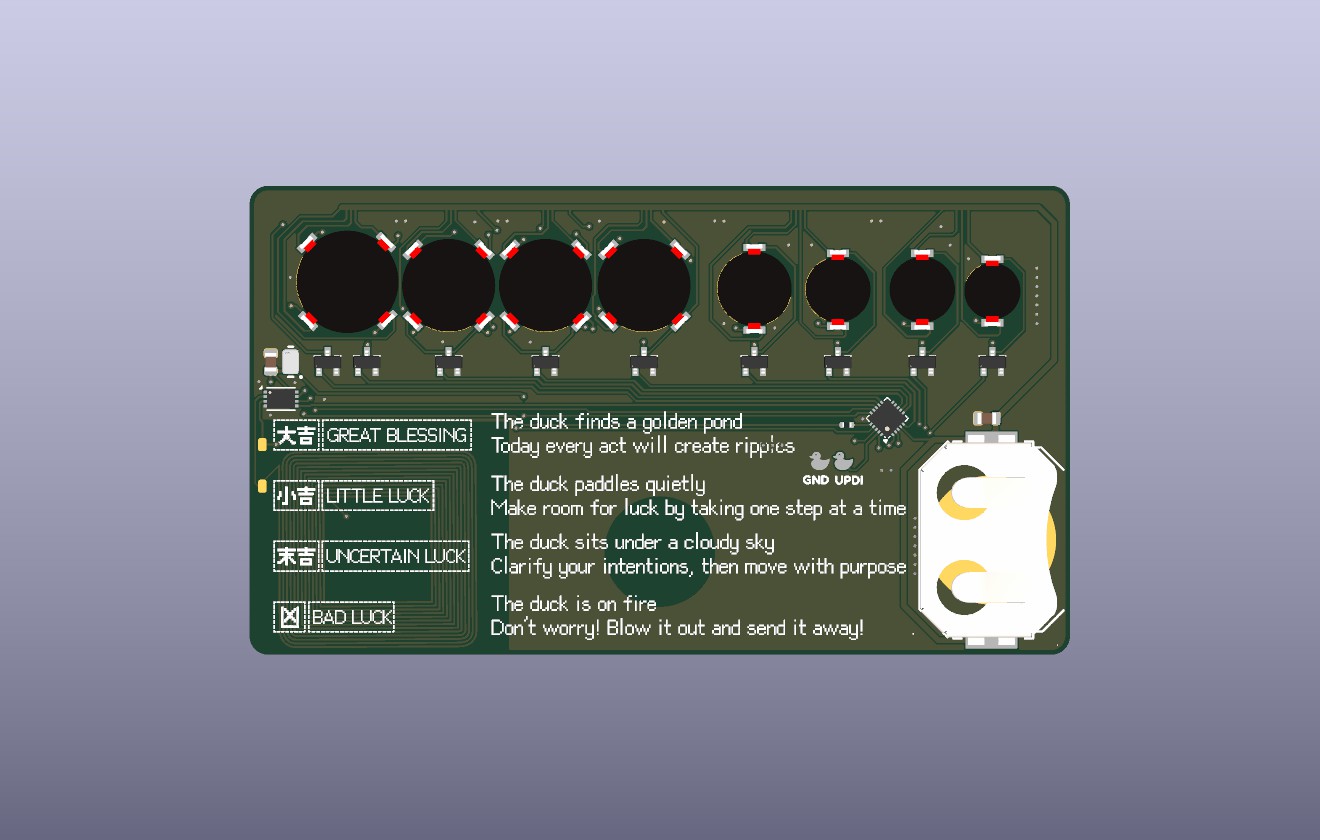 大吉 GREAT BLESSING
The duck finds a golden pond
Today every act will create ripples
GND UPDI
小吉 LITTLE LUCK
The duck paddles quietly
Make room for luck by taking one step at a time
末吉 UNCERTAIN LUCK
The duck sits under a cloudy sky
Clarify your intentions, then move with purpose
凶 BAD LUCK
The duck is on fire
Don't worry! Blow it out and send it away!